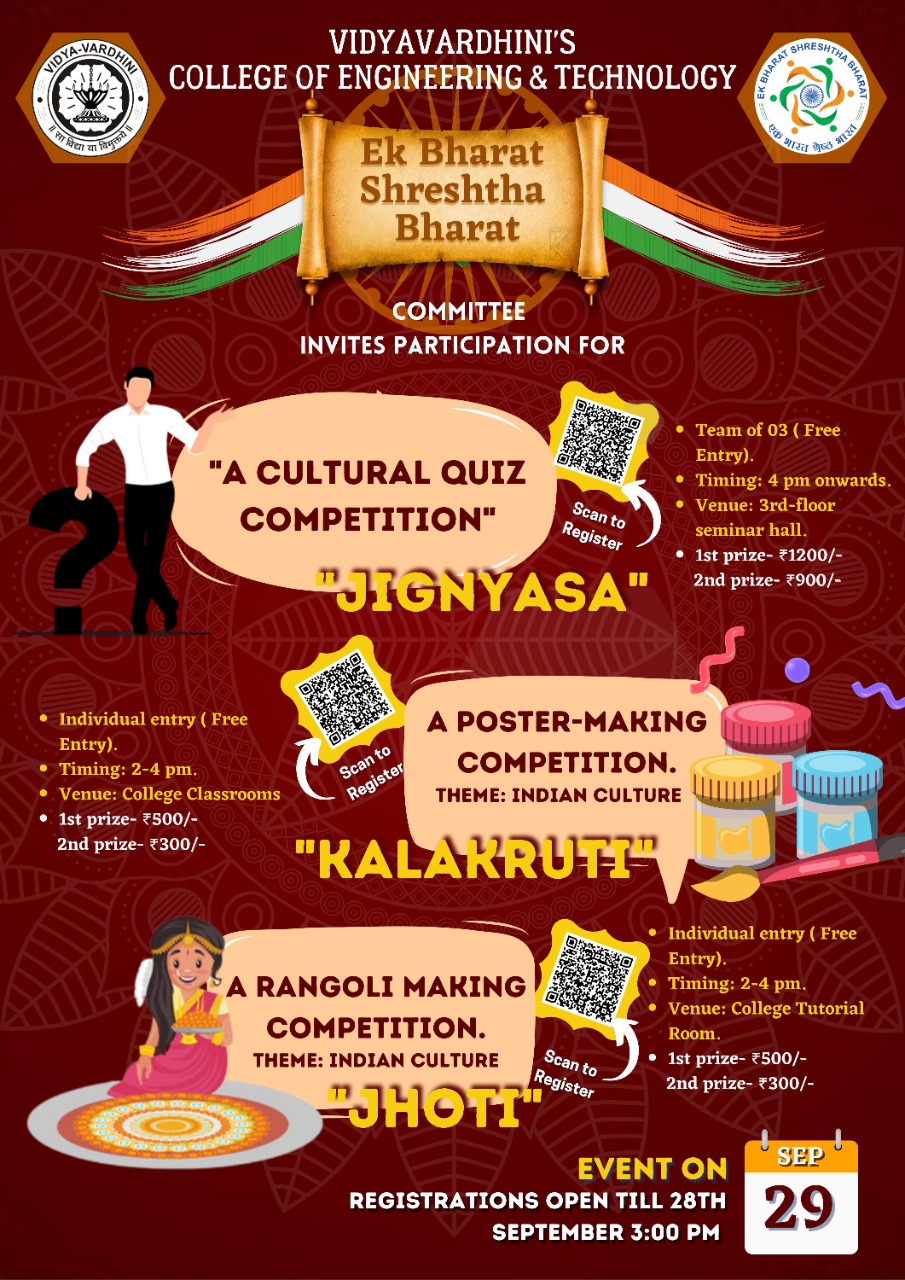 VIDYAVARDHINI'S
COLLEGE OF ENGINEERING & TECHNOLOGY
VIDYA-VARDHINI
॥ सा विद्या या विमुक्तये ॥
EK BHARAT SHRESHTHA BHARAT
एक भारत श्रेष्ठ भारत
Ek Bharat
Shreshtha
Bharat
COMMITTEE
INVITES PARTICIPATION FOR
"A CULTURAL QUIZ
COMPETITION"
"JIGNYASA"
Scan to
Register
• Team of 03 ( Free
Entry).
• Timing: 4 pm onwards.
• Venue: 3rd-floor
seminar hall.
• 1st prize- ₹1200/-
2nd prize- ₹900/-
• Individual entry ( Free
Entry).
• Timing: 2-4 pm.
• Venue: College Classrooms
• 1st prize- ₹500/-
2nd prize- ₹300/-
Scan to
Register
A POSTER-MAKING
COMPETITION.
THEME: INDIAN CULTURE
"KALAKRUTI"
A RANGOLI MAKING
COMPETITION.
THEME: INDIAN CULTURE
"JHOTI"
Scan to
Register
• Individual entry ( Free
Entry).
• Timing: 2-4 pm.
• Venue: College Tutorial
Room.
• 1st prize- ₹500/-
2nd prize- ₹300/-
EVENT ON
SEP
29
REGISTRATIONS OPEN TILL 28TH
SEPTEMBER 3:00 PM